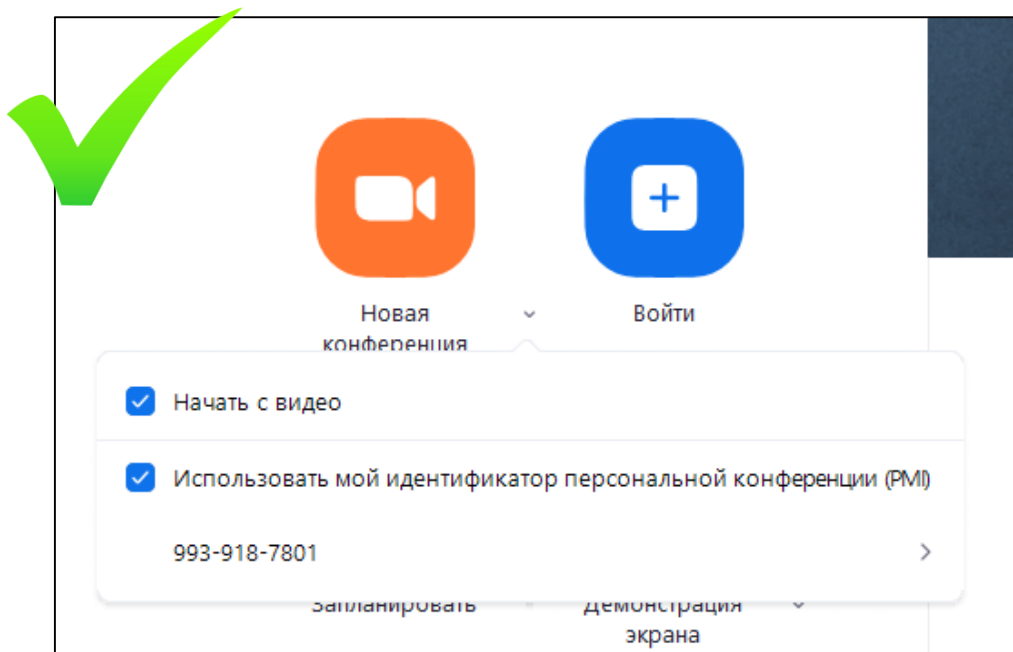 Новая
конференция
Войти
Начать с видео
Использовать мой идентификатор персональной конференции (PMI)
993-918-7801
Запланировать
Демонстрация
экрана